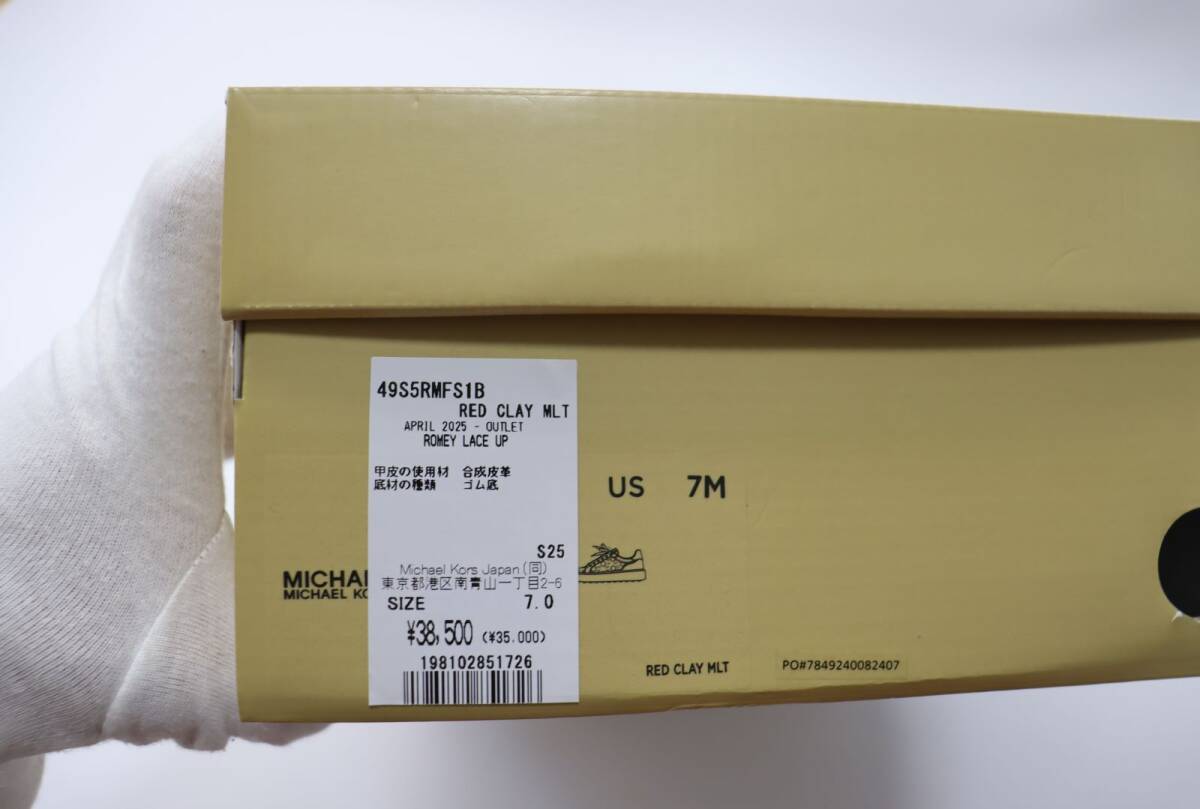 49S5RMFS1B
RED CLAY MLT
APRIL 2025 - OUTLET
ROMEY LACE UP
甲皮の使用材 合成皮革
底材の種類 ゴム底
S25
Michael Kors Japan(同)
東京都港区南青山一丁目2-6
SIZE 7.0
¥38,500 (¥35.000)
198102851726
US 7M
MICHA
MICHAEL KO
RED CLAY MLT
PO#7849240082407